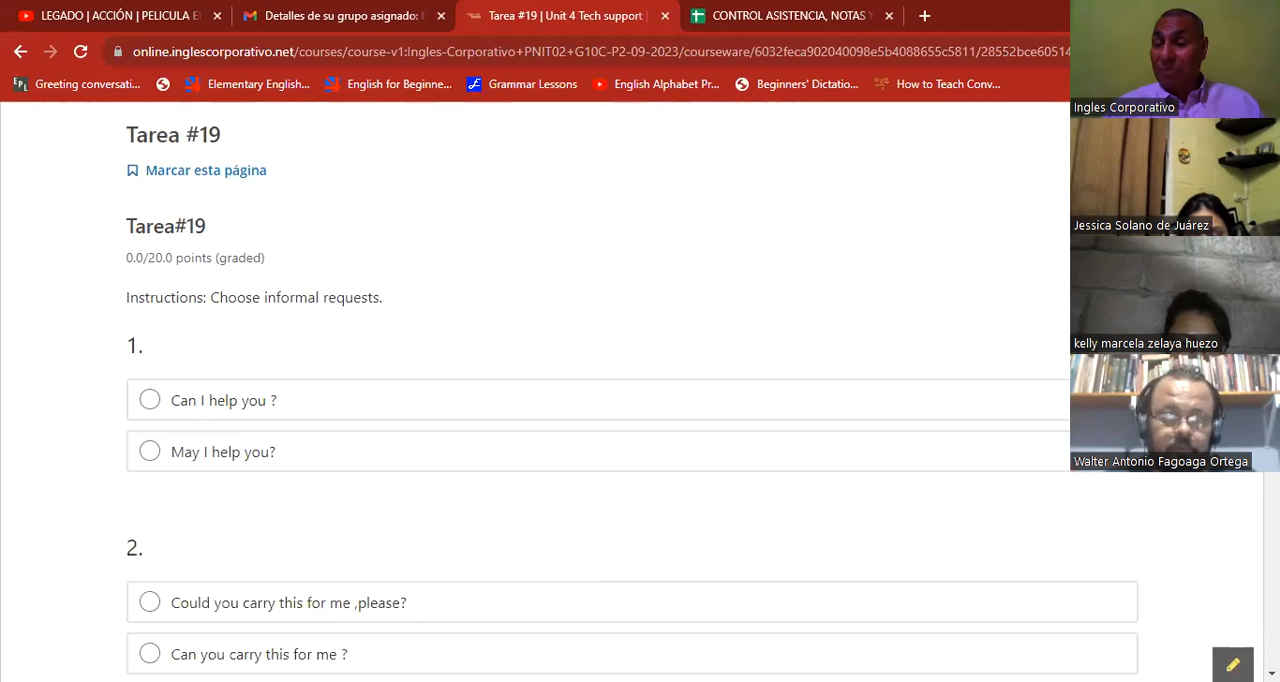 LEGADO | ACCIÓN | PELICULA E
Detalles de su grupo asignado:
Tarea #19 | Unit 4 Tech support |
CONTROL ASISTENCIA, NOTAS Y
online.inglescorporativo.net/courses/course-v1:Ingles-Corporativo+PNIT02+G10C-P2-09-2023/courseware/6032feca902040098e5b4088655c5811/28552bce60514
Greeting conversati...
Elementary English...
English for Beginne...
Grammar Lessons
English Alphabet Pr...
Beginners' Dictatio...
How to Teach Conv...
Ingles Corporativo
Tarea #19
Marcar esta página
Jessica Solano de Juárez
Tarea#19
0.0/20.0 points (graded)
Instructions: Choose informal requests.
kelly marcela zelaya huezo
1.
Can I help you ?
May I help you?
Walter Antonio Fagoaga Ortega
2.
Could you carry this for me ,please?
Can you carry this for me ?